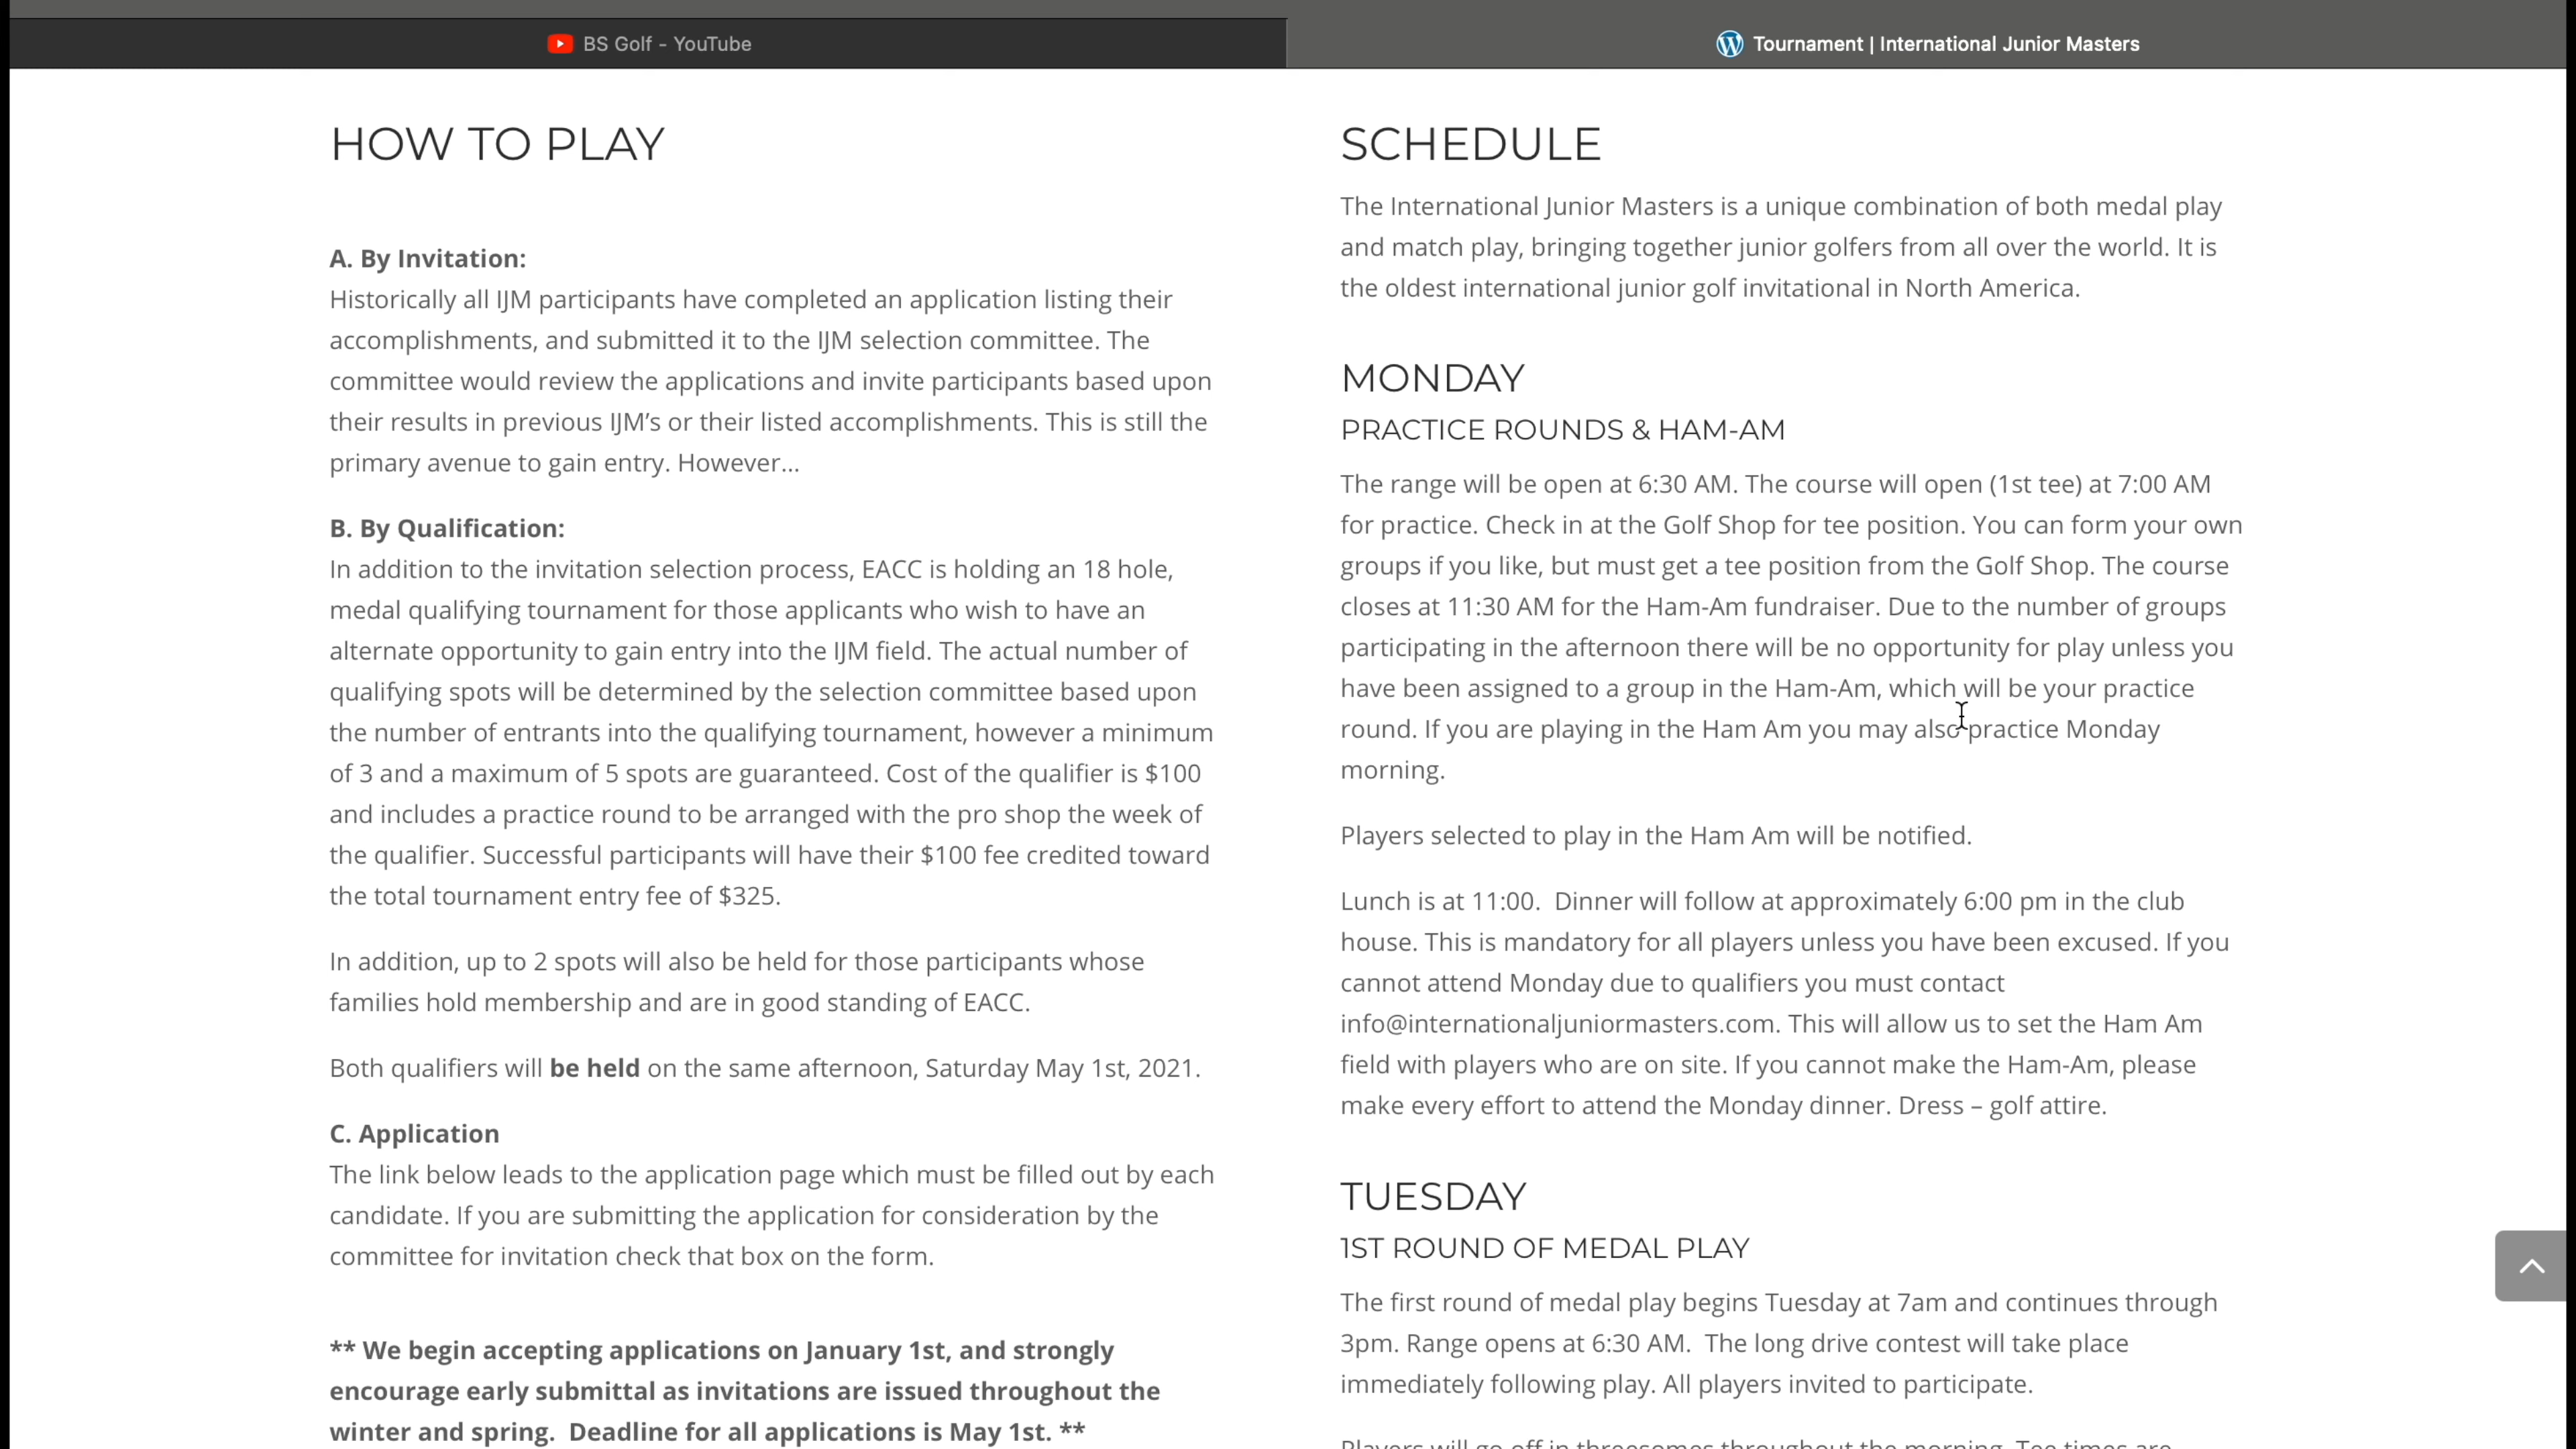 BS Golf - YouTube
Tournament | International Junior Masters
HOW TO PLAY
A. By Invitation:
Historically all IJM participants have completed an application listing their
accomplishments, and submitted it to the IJM selection committee. The
committee would review the applications and invite participants based upon
their results in previous IJM’s or their listed accomplishments. This is still the
primary avenue to gain entry. However…
B. By Qualification:
In addition to the invitation selection process, EACC is holding an 18 hole,
medal qualifying tournament for those applicants who wish to have an
alternate opportunity to gain entry into the IJM field. The actual number of
qualifying spots will be determined by the selection committee based upon
the number of entrants into the qualifying tournament, however a minimum
of 3 and a maximum of 5 spots are guaranteed. Cost of the qualifier is $100
and includes a practice round to be arranged with the pro shop the week of
the qualifier. Successful participants will have their $100 fee credited toward
the total tournament entry fee of $325.
In addition, up to 2 spots will also be held for those participants whose
families hold membership and are in good standing of EACC.
Both qualifiers will be held on the same afternoon, Saturday May 1st, 2021.
C. Application
The link below leads to the application page which must be filled out by each
candidate. If you are submitting the application for consideration by the
committee for invitation check that box on the form.
** We begin accepting applications on January 1st, and strongly
encourage early submittal as invitations are issued throughout the
winter and spring.  Deadline for all applications is May 1st. **
SCHEDULE
The International Junior Masters is a unique combination of both medal play
and match play, bringing together junior golfers from all over the world. It is
the oldest international junior golf invitational in North America.
MONDAY
PRACTICE ROUNDS & HAM-AM
The range will be open at 6:30 AM. The course will open (1st tee) at 7:00 AM
for practice. Check in at the Golf Shop for tee position. You can form your own
groups if you like, but must get a tee position from the Golf Shop. The course
closes at 11:30 AM for the Ham-Am fundraiser. Due to the number of groups
participating in the afternoon there will be no opportunity for play unless you
have been assigned to a group in the Ham-Am, which will be your practice
round. If you are playing in the Ham Am you may also practice Monday
morning.
Players selected to play in the Ham Am will be notified.
Lunch is at 11:00.  Dinner will follow at approximately 6:00 pm in the club
house. This is mandatory for all players unless you have been excused. If you
cannot attend Monday due to qualifiers you must contact
info@internationaljuniormasters.com. This will allow us to set the Ham Am
field with players who are on site. If you cannot make the Ham-Am, please
make every effort to attend the Monday dinner. Dress – golf attire.
TUESDAY
1ST ROUND OF MEDAL PLAY
The first round of medal play begins Tuesday at 7am and continues through
3pm. Range opens at 6:30 AM.  The long drive contest will take place
immediately following play. All players invited to participate.
Players will go off in threesomes throughout the morning. Tee times are